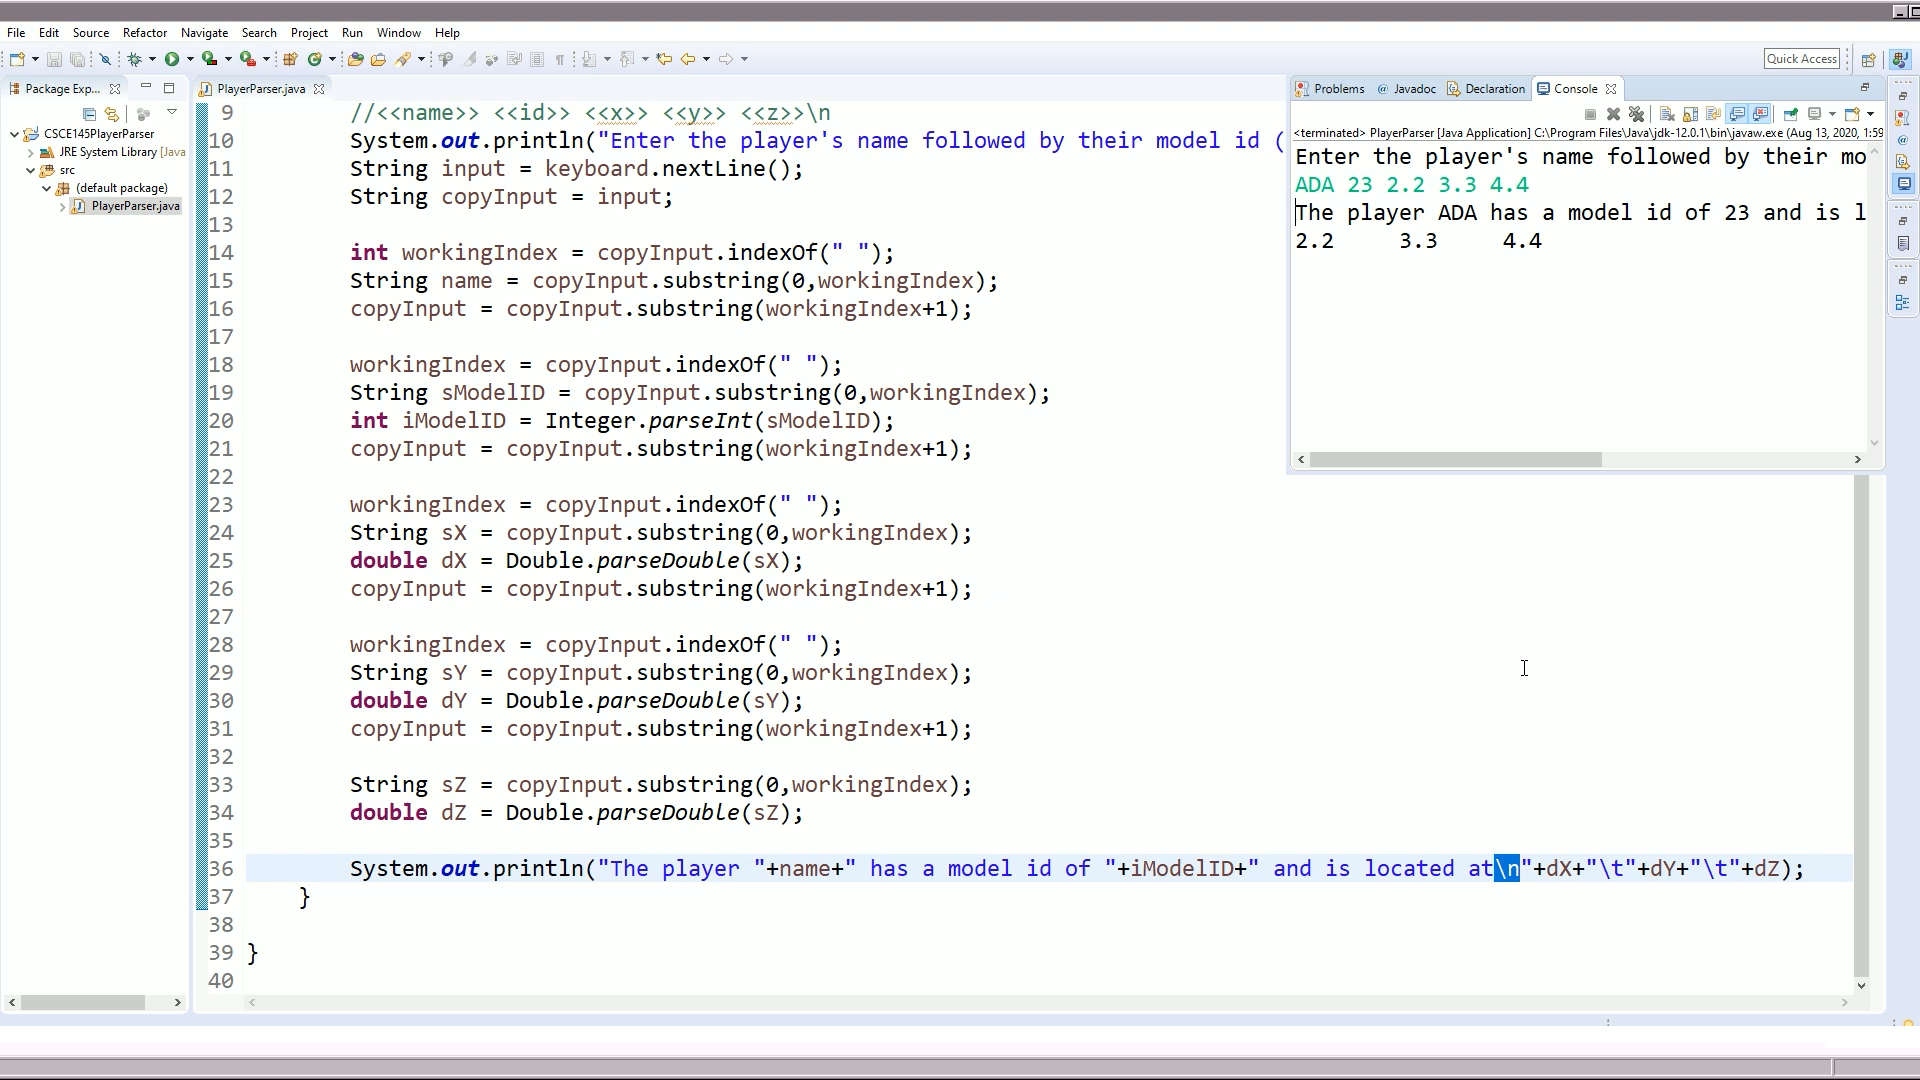 File Edit Source Refactor Navigate Search Project Run Window Help
Quick Access
Package Exp...
CSCE145PlayerParser
JRE System Library [Java
src
(default package)
PlayerParser.java
PlayerParser.java
9 //<<name>> <<id>> <<x>> <<y>> <<z>>\n
10 System.out.println("Enter the player's name followed by their model id (
11 String input = keyboard.nextLine();
12 String copyInput = input;
13
14 int workingIndex = copyInput.indexOf(" ");
15 String name = copyInput.substring(0,workingIndex);
16 copyInput = copyInput.substring(workingIndex+1);
17
18 workingIndex = copyInput.indexOf(" ");
19 String sModelID = copyInput.substring(0,workingIndex);
20 int iModelID = Integer.parseInt(sModelID);
21 copyInput = copyInput.substring(workingIndex+1);
22
23 workingIndex = copyInput.indexOf(" ");
24 String sX = copyInput.substring(0,workingIndex);
25 double dX = Double.parseDouble(sX);
26 copyInput = copyInput.substring(workingIndex+1);
27
28 workingIndex = copyInput.indexOf(" ");
29 String sY = copyInput.substring(0,workingIndex);
30 double dY = Double.parseDouble(sY);
31 copyInput = copyInput.substring(workingIndex+1);
32
33 String sZ = copyInput.substring(0,workingIndex);
34 double dZ = Double.parseDouble(sZ);
35
36 System.out.println("The player "+name+" has a model id of "+iModelID+" and is located at\n"+dX+"\t"+dY+"\t"+dZ);
37 }
38
39 }
40
Problems Javadoc Declaration Console
<terminated> PlayerParser [Java Application] C:\Program Files\Java\jdk-12.0.1\bin\javaw.exe (Aug 13, 2020, 1:59
Enter the player's name followed by their mo
ADA 23 2.2 3.3 4.4
The player ADA has a model id of 23 and is l
2.2 3.3 4.4